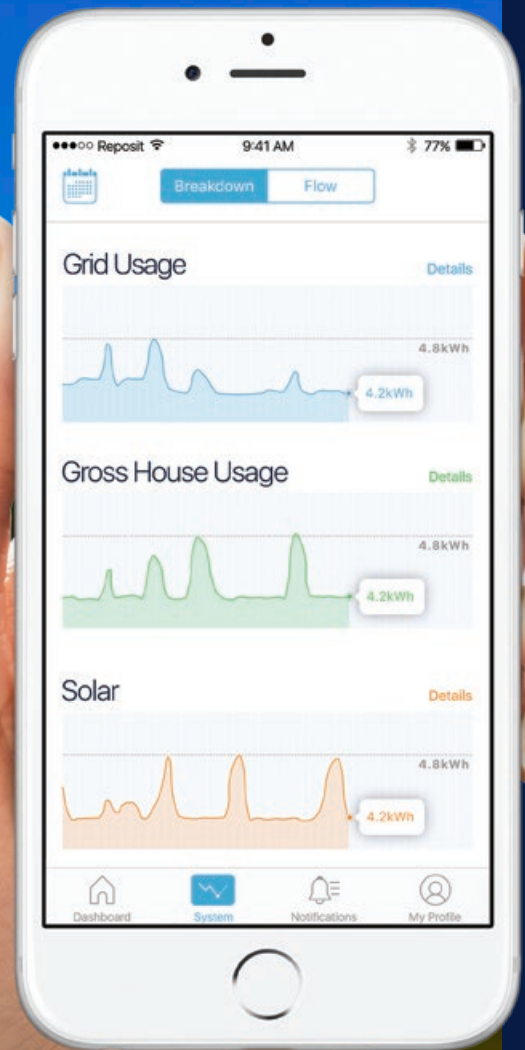 ●●●○○ Reposit 9:41 AM 77%
Breakdown Flow
Grid Usage Details
4.8kWh
4.2kWh
Gross House Usage Details
4.8kWh
4.2kWh
Solar Details
4.8kWh
4.2kWh
Dashboard System Notifications My Profile